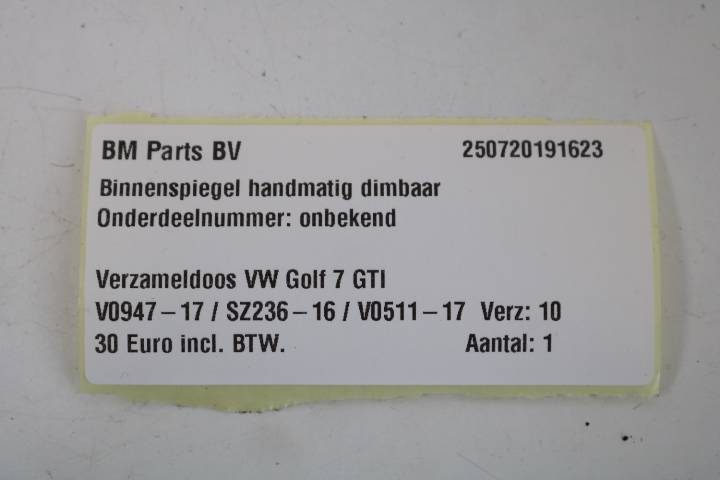 BM Parts BV 250720191623
Binnenspiegel handmatig dimbaar
Onderdeelnummer: onbekend
Verzameldoos VW Golf 7 GTI
V0947-17 / SZ236-16 / V0511-17 Verz: 10
30 Euro incl. BTW. Aantal: 1